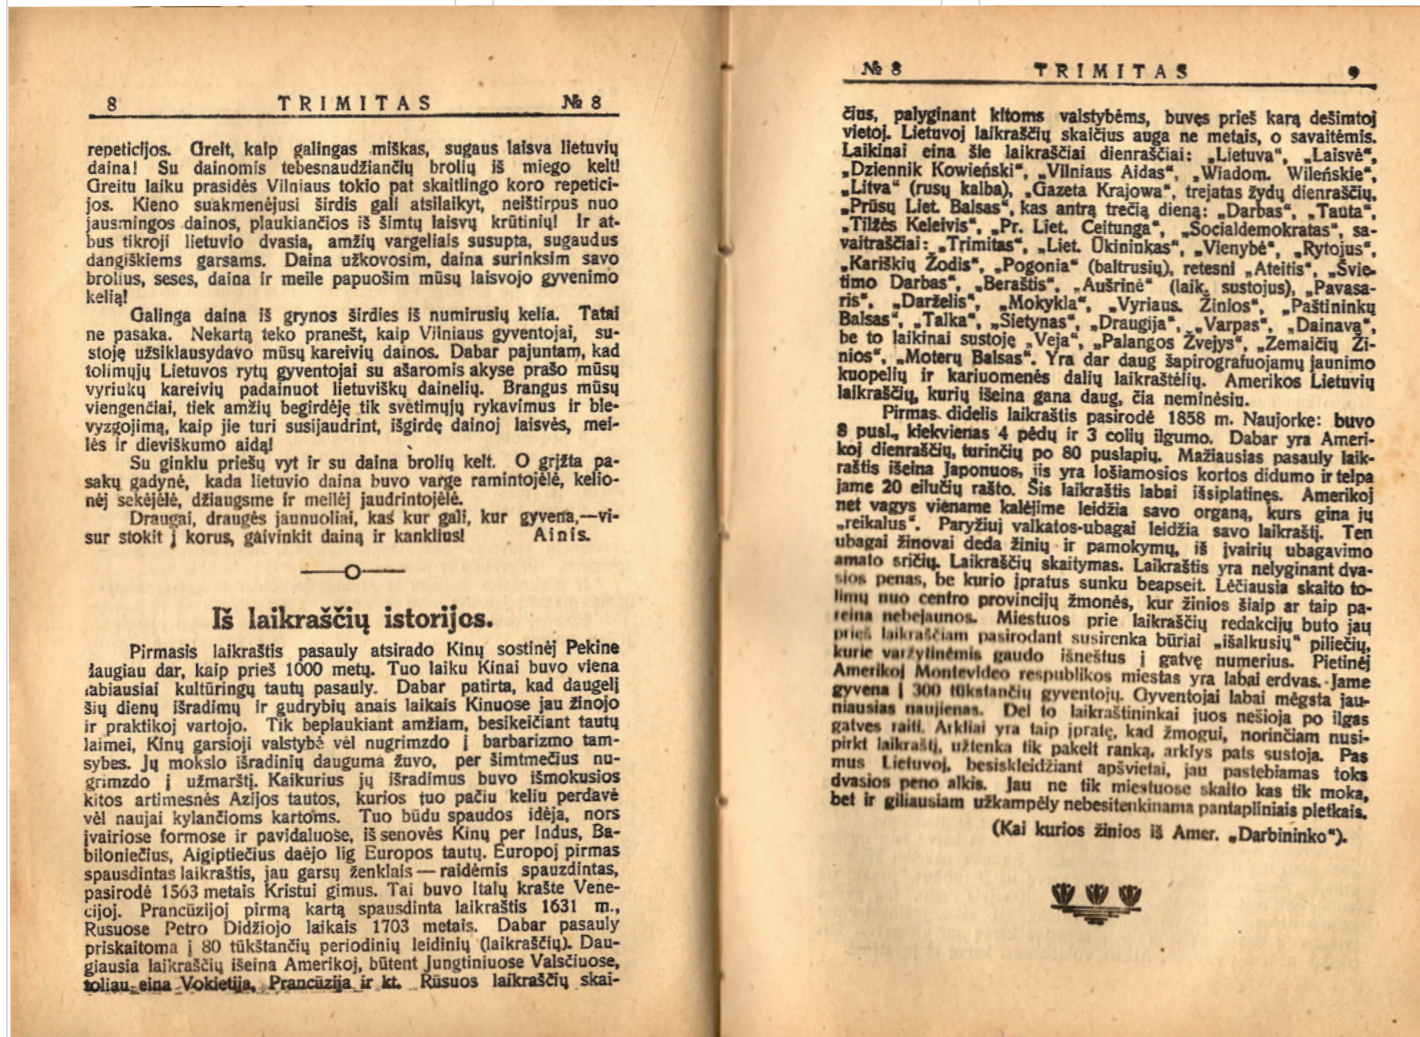 8 TRIMITAS № 8
repeticijos. Greit, kaip galingas miškas, sugaus laisva lietuvių
daina! Su dainomis tebesnaudžiančių brolių iš miego kelti!
Greitu laiku prasidės Vilniaus tokio pat skaitlingo koro repetici-
jos. Kieno suakmenėjusi širdis gali atsilaikyt, neištirpus nuo
jausmingos dainos, plaukiančios iš šimtų laisvų krūtinių! Ir at-
bus tikroji lietuvio dvasia, amžių vargeliais susupta, sugaudus
dangiškiems garsams. Daina užkovosim, daina surinksim savo
brolius, seses, daina ir meile papuošim mūsų laisvojo gyvenimo
kelią!
Galinga daina iš grynos širdies iš numirusių kelia. Tatai
ne pasaka. Nekartą teko pranešt, kaip Vilniaus gyventojai, su-
stoję užsiklausydavo mūsų kareivių dainos. Dabar pajuntam, kad
tolimųjų Lietuvos rytų gyventojai su ašaromis akyse prašo mūsų
vyriukų kareivių padainuot lietuviškų dainelių. Brangus mūsų
viengenčiai, tiek amžių begirdėję tik svetimųjų rykavimus ir ble-
vyzgojimą, kaip jie turi susijaudrint, išgirdę dainoj laisvės, mei-
lės ir dieviškumo aidą!
Su ginklu priešų vyt ir su daina brolių kelt. O grįžta pa-
sakų gadynė, kada lietuvio daina buvo varge ramintojėlė, kelio-
nėj sekėjėlė, džiaugsme ir meilėj jaudrintojėlė.
Draugai, draugės jaunuoliai, kas kur gali, kur gyvena,—vi-
sur stokit į korus, gaivinkit dainą ir kanklius! Ainis.
Iš laikraščių istorijos.
Pirmasis laikraštis pasauly atsirado Kinų sostinėj Pekine
šaugiau dar, kaip prieš 1000 metų. Tuo laiku Kinai buvo viena
labiausiai kultūringų tautų pasauly. Dabar patirta, kad daugelį
šių dienų išradimų ir gudrybių anais laikais Kinuose jau žinojo
ir praktikoj vartojo. Tik beplaukiant amžiam, besikeičiant tautų
laimei, Kinų garsioji valstybė vėl nugrimzdo į barbarizmo tam-
sybes. Jų mokslo išradinių dauguma žuvo, per šimtmečius nu-
grimzdo į užmarštį. Kaikurius jų išradimus buvo išmokusios
kitos artimesnės Azijos tautos, kurios tuo pačiu keliu perdavė
vėl naujai kylančioms kartoms. Tuo būdu spaudos idėja, nors
įvairiose formose ir pavidaluose, iš senovės Kinų per Indus, Ba-
biloniečius, Aigiptiečius daėjo lig Europos tautų. Europoj pirmas
spausdintas laikraštis, jau garsų ženklais — raidėmis spauzdintas,
pasirodė 1563 metais Kristui gimus. Tai buvo Italų krašte Vene-
cijoj. Prancūzijoj pirmą kartą spausdinta laikraštis 1631 m.,
Rusuose Petro Didžiojo laikais 1703 metais. Dabar pasauly
priskaitoma į 80 tūkštančių periodinių leidinių (laikraščių). Dau-
giausia laikraščių išeina Amerikoj, būtent Jungtiniuose Valsčiuose,
toliau eina Vokietija, Prancūzija ir kt. Rūsuos laikraščių skai-
№ 8 TRIMITAS 9
čius, palyginant kitoms valstybėms, buvęs prieš karą dešimtoj
vietoj. Lietuvoj laikraščių skaičius auga ne metais, o savaitėmis.
Laikinai eina šie laikraščiai dienraščiai: „Lietuva“, „Laisvė“,
„Dziennik Kowieński“, „Vilniaus Aidas“, „Wiadom. Wileńskie“,
„Litva“ (rusų kalba), „Gazeta Krajowa“, trejatas žydų dienraščių,
„Prūsų Liet. Balsas“, kas antrą trečią dieną: „Darbas“, „Tauta“,
„Tilžės Keleivis“, „Pr. Liet. Ceitunga“, „Socialdemokratas“, sa-
vaitraščiai: „Trimitas“, „Liet. Ūkininkas“, „Vienybė“, „Rytojus“,
„Kariškių Žodis“, „Pogonia“ (baltrusių), retesni „Ateitis“, „Švie-
timo Darbas“, „Beraštis“, „Aušrinė“ (laik. sustojus), „Pavasa-
ris“, „Darželis“, „Mokykla“, „Vyriaus. Žinios“, „Paštininkų
Balsas“, „Talka“, „Sietynas“, „Draugija“, „Varpas“, „Dainava“,
be to laikinai sustoję „Veja“, „Palangos Žvejys“, „Žemaičių Ži-
nios“, „Moterų Balsas“. Yra dar daug šapirografuojamų jaunimo
kuopelių ir kariuomenės dalių laikraštėlių. Amerikos Lietuvių
laikraščių, kurių išeina gana daug, čia neminėsiu.
Pirmas didelis laikraštis pasirodė 1858 m. Naujorke: buvo
8 pusl., kiekvienas 4 pėdų ir 3 colių ilgumo. Dabar yra Ameri-
koj dienraščių, turinčių po 80 puslapių. Mažiausias pasauly laik-
raštis išeina Japonuos, jis yra lošiamosios kortos didumo ir telpa
jame 20 eilučių rašto. Šis laikraštis labai išsiplatinęs. Amerikoj
net vagys viename kalėjime leidžia savo organą, kurs gina jų
„reikalus“. Paryžiuj valkatos-ubagai leidžia savo laikraštį. Ten
ubagai žinovai deda žinių ir pamokymų, iš įvairių ubagavimo
amato sričių. Laikraščių skaitymas. Laikraštis yra nelyginant dva-
sios penas, be kurio įpratus sunku beapseit. Lėčiausia skaito to-
limų nuo centro provincijų žmonės, kur žinios šiaip ar taip pa-
reina nebejaunos. Miestuos prie laikraščių redakcijų buto jau
prieš laikraščiam pasirodant susirenka būriai „išalkusių“ piliečių,
kurie varžytinėmis gaudo išneštus į gatvę numerius. Pietinėj
Amerikoj Montevideo respublikos miestas yra labai erdvas. Jame
gyvena į 300 tūkstančių gyventojų. Gyventojai labai mėgsta jau-
niausias naujienas. Dėl to laikraštininkai juos nešioja po ilgas
gatves raiti. Arkliai yra taip įpratę, kad žmogui, norinčiam nusi-
pirkt laikraštį, užtenka tik pakelt ranką, arklys pats sustoja. Pas
mus Lietuvoj, besiskleidžiant apšvietai, jau pastebiamas toks
dvasios peno alkis. Jau ne tik miestuose skaito kas tik moka,
bet ir giliausiam užkampėly nebesitenkinama pantapliniais pletkais.
(Kai kurios žinios iš Amer. „Darbininko“).